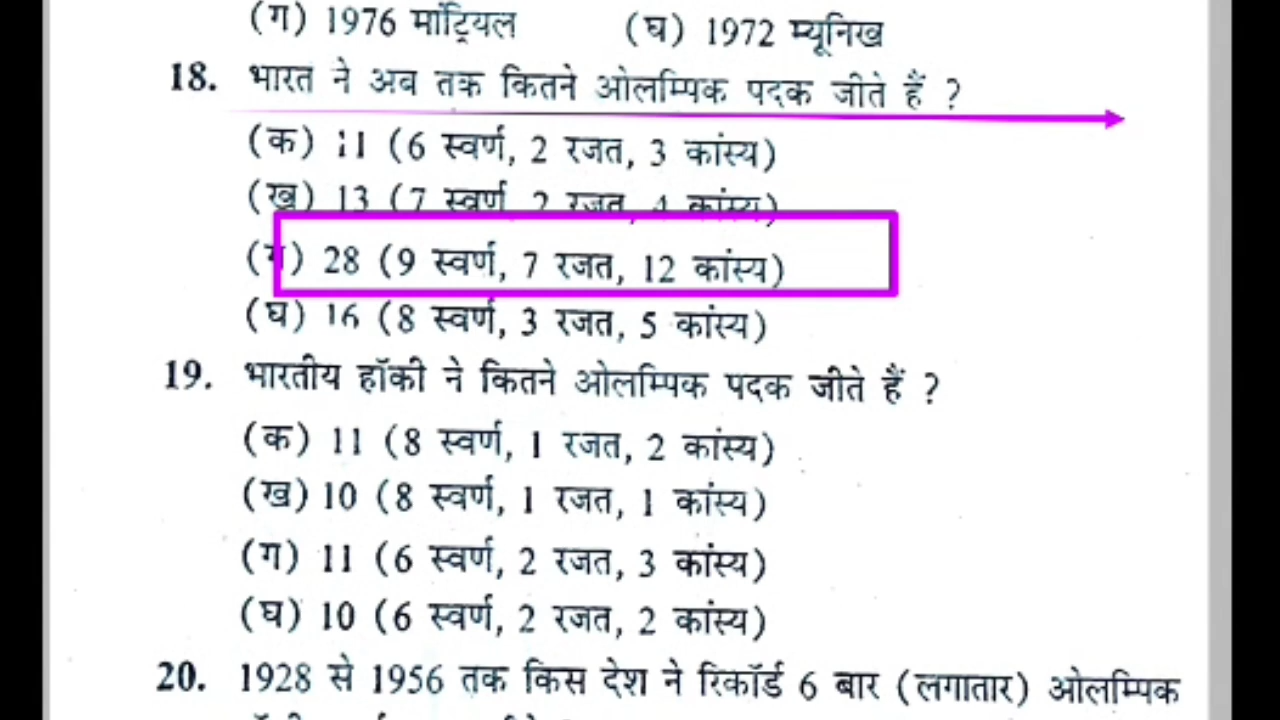 (ग) 1976 मांट्रियल (घ) 1972 म्यूनिख
18. भारत ने अब तक कितने ओलम्पिक पदक जीते हैं ?
(क) 11 (6 स्वर्ण, 2 रजत, 3 कांस्य)
(ख) 13 (7 स्वर्ण, 2 रजत, 4 कांस्य)
(ग) 28 (9 स्वर्ण, 7 रजत, 12 कांस्य)
(घ) 16 (8 स्वर्ण, 3 रजत, 5 कांस्य)
19. भारतीय हॉकी ने कितने ओलम्पिक पदक जीते हैं ?
(क) 11 (8 स्वर्ण, 1 रजत, 2 कांस्य)
(ख) 10 (8 स्वर्ण, 1 रजत, 1 कांस्य)
(ग) 11 (6 स्वर्ण, 2 रजत, 3 कांस्य)
(घ) 10 (6 स्वर्ण, 2 रजत, 2 कांस्य)
20. 1928 से 1956 तक किस देश ने रिकॉर्ड 6 बार (लगातार) ओलम्पिक